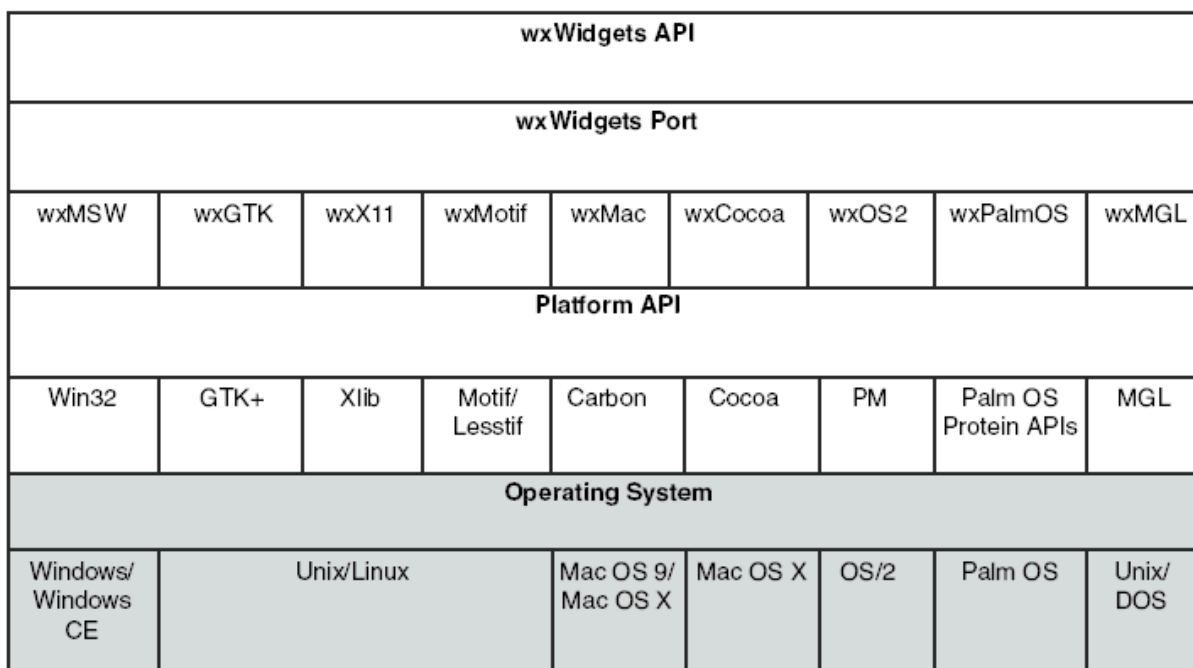 wxWidgets API
wxWidgets Port
wxMSW wxGTK wxX11 wxMotif wxMac wxCocoa wxOS2 wxPalmOS wxMGL
Platform API
Win32 GTK+ Xlib Motif/ Carbon Cocoa PM Palm OS MGL
Lesstif Protein APIs
Operating System
Windows/ Unix/Linux Mac OS 9/ Mac OS X OS/2 Palm OS Unix/
Windows Mac OS X DOS
CE